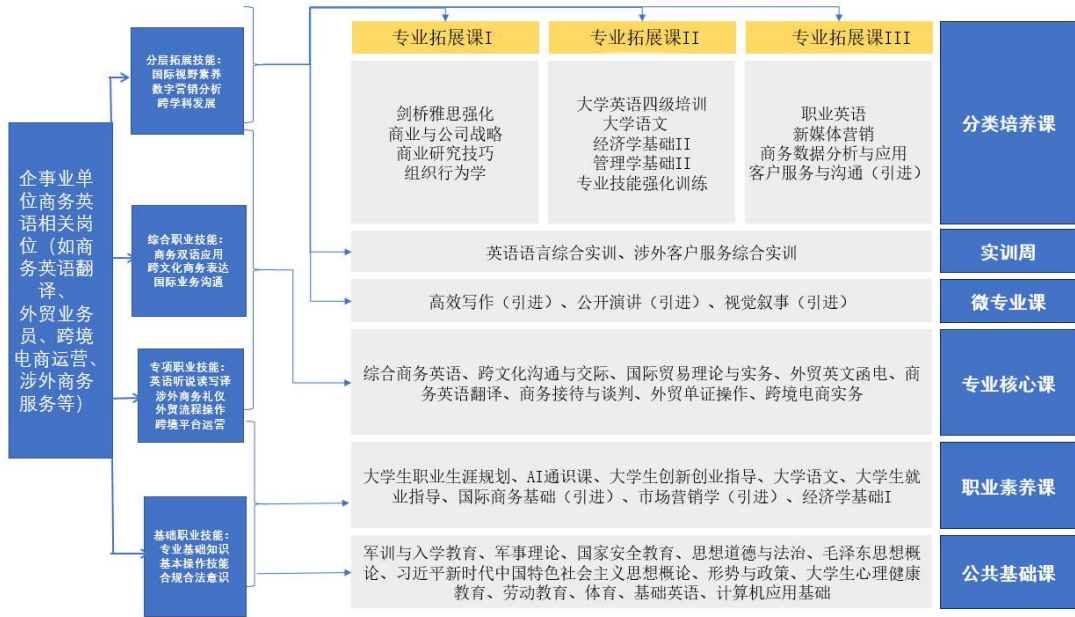 企事业单
位商务英
语相关岗
位（如商
务英语翻
译、
外贸业务
员、跨境
电商运营、
涉外商务
服务等）
分层拓展技能：
国际视野素养
数字营销分析
跨学科发展
综合职业技能：
商务双语应用
跨文化商务表达
国际业务沟通
专项职业技能：
英语听说读写译
涉外商务礼仪
外贸流程操作
跨境平台运营
基础职业技能：
专业基础知识
基本操作技能
合规合法意识
专业拓展课I
剑桥雅思强化
商业与公司战略
商业研究技巧
组织行为学
专业拓展课II
大学英语四级培训
大学语文
经济学基础II
管理学基础II
专业技能强化训练
专业拓展课III
职业英语
新媒体营销
商务数据分析与应用
客户服务与沟通（引进）
分类培养课
英语语言综合实训、涉外客户服务综合实训
实训周
高效写作（引进）、公开演讲（引进）、视觉叙事（引进）
微专业课
综合商务英语、跨文化沟通与交际、国际贸易理论与实务、外贸英文函电、商
务英语翻译、商务接待与谈判、外贸单证操作、跨境电商实务
专业核心课
大学生职业生涯规划、AI通识课、大学生创新创业指导、大学语文、大学生就
业指导、国际商务基础（引进）、市场营销学（引进）、经济学基础I
职业素养课
军训与入学教育、军事理论、国家安全教育、思想道德与法治、毛泽东思想概
论、习近平新时代中国特色社会主义思想概论、形势与政策、大学生心理健康
教育、劳动教育、体育、基础英语、计算机应用基础
公共基础课